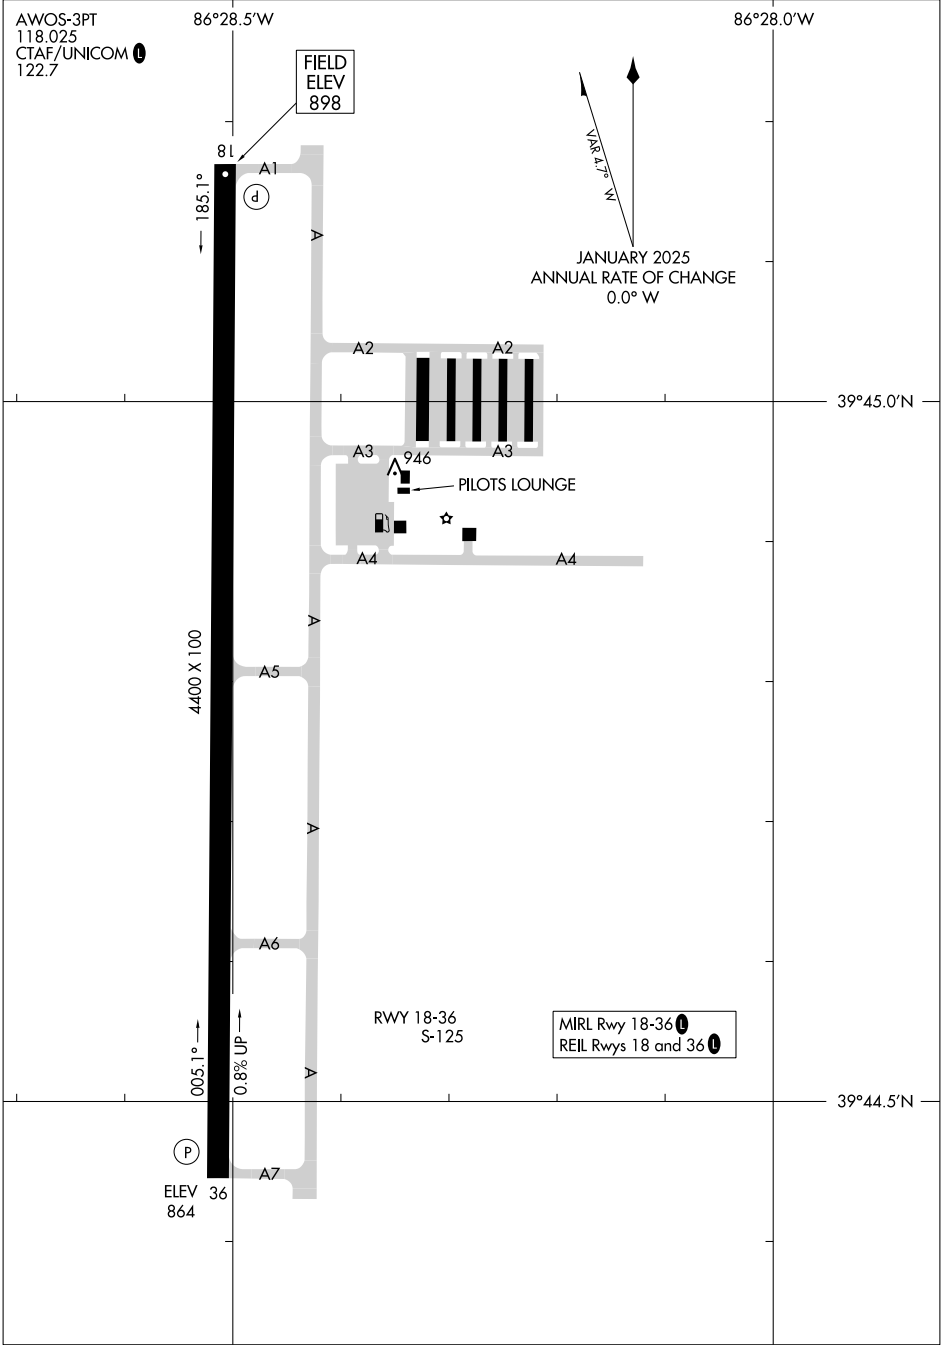 AWOS-3PT
118.025
CTAF/UNICOM L
122.7
86°28.5'W
86°28.0'W
FIELD
ELEV
898
VAR 4.7° W
JANUARY 2025
ANNUAL RATE OF CHANGE
0.0° W
18
A1
185.1°
P
A
A2
A2
39°45.0'N
A3
A3
946
PILOTS LOUNGE
A4
A4
A
4400 X 100
A5
A
A6
RWY 18-36
S-125
MIRL Rwy 18-36 L
REIL Rwys 18 and 36 L
005.1°
0.8% UP
A
39°44.5'N
P
A7
ELEV
864
36